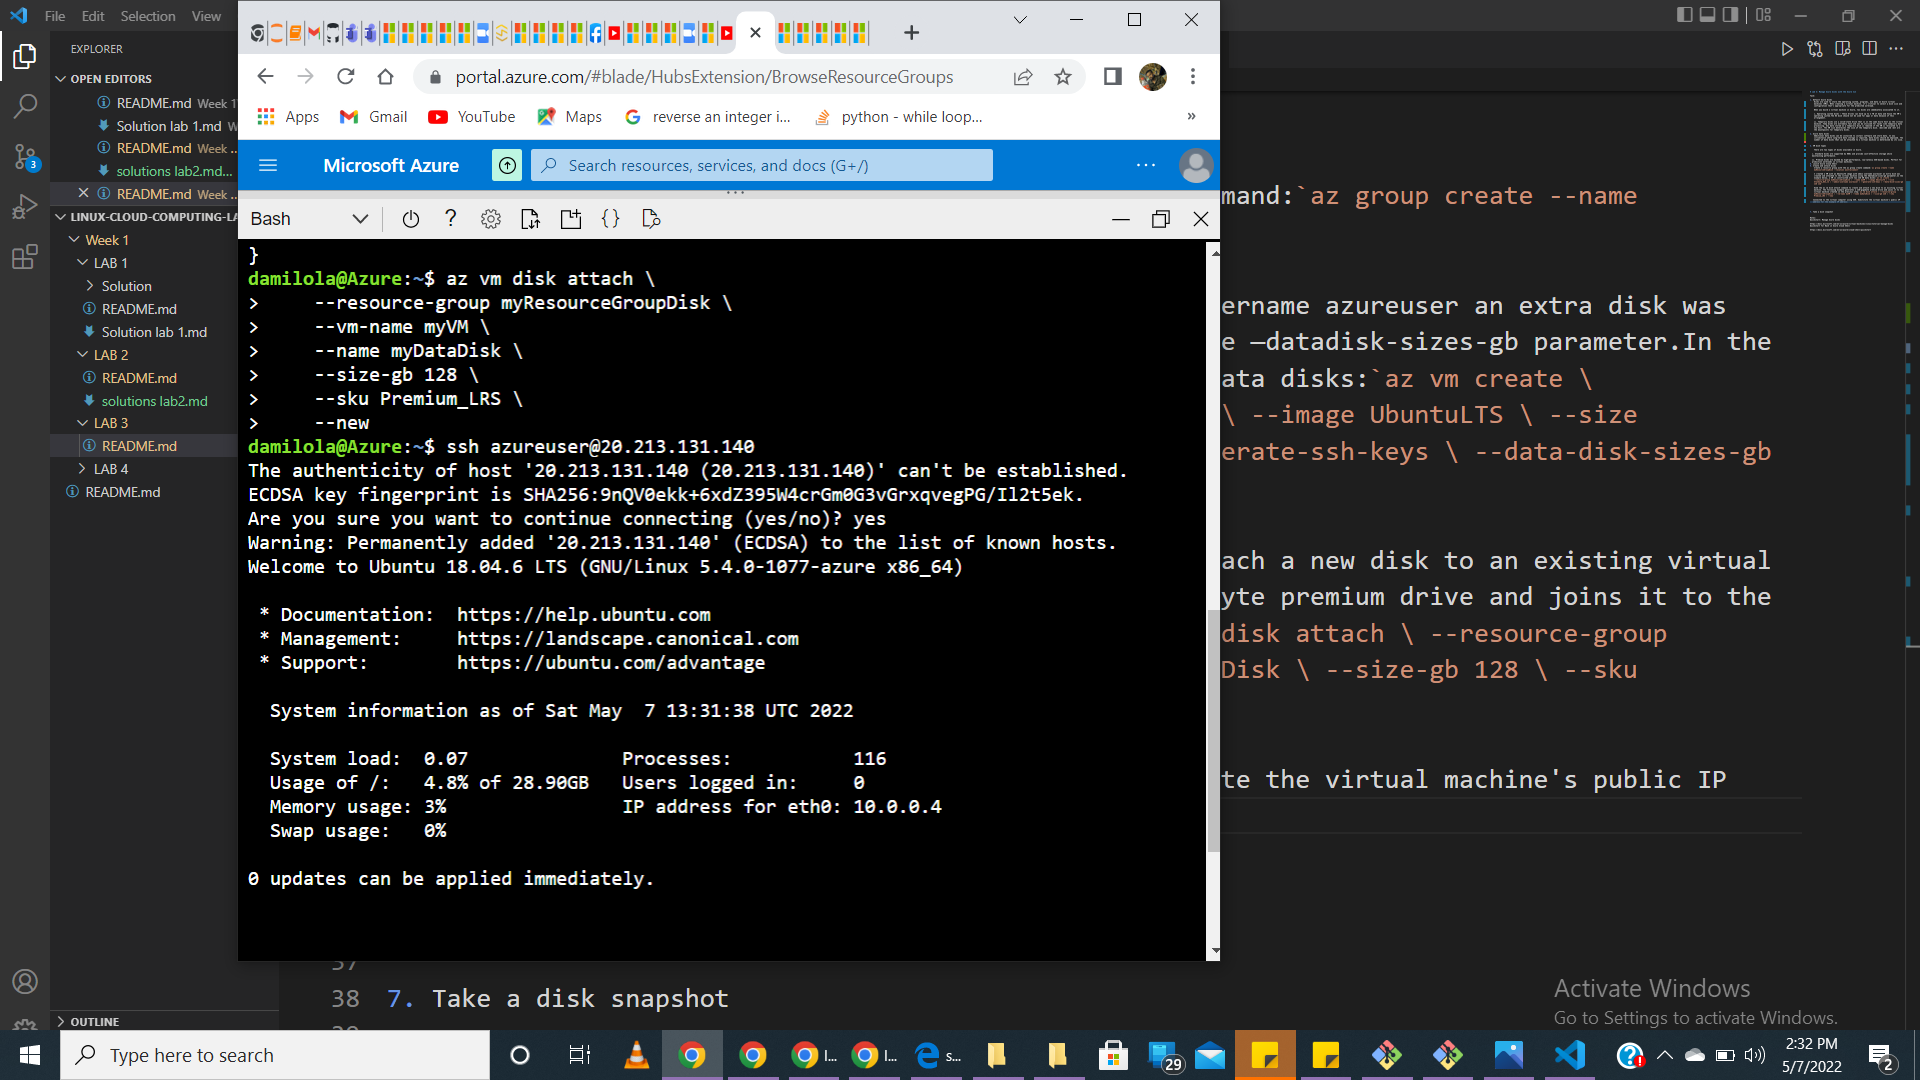 File Edit Selection View
EXPLORER
OPEN EDITORS
README.md Week 1
Solution lab 1.md W
README.md Week ...
solutions lab2.md...
README.md Week ...
LINUX-CLOUD-COMPUTING-LA
Week 1
LAB 1
Solution
README.md
Solution lab 1.md
LAB 2
README.md
solutions lab2.md
LAB 3
README.md
LAB 4
README.md
OUTLINE
3
portal.azure.com/#blade/HubsExtension/BrowseResourceGroups
Apps Gmail YouTube Maps reverse an integer i... python - while loop... »
Microsoft Azure
Search resources, services, and docs (G+/)
Bash
}
damilola@Azure:~$ az vm disk attach \
> --resource-group myResourceGroupDisk \
> --vm-name myVM \
> --name myDataDisk \
> --size-gb 128 \
> --sku Premium_LRS \
> --new
damilola@Azure:~$ ssh azureuser@20.213.131.140
The authenticity of host '20.213.131.140 (20.213.131.140)' can't be established.
ECDSA key fingerprint is SHA256:9nQV0ekk+6xdZ395W4crGm0G3vGrxqvegPG/Il2t5ek.
Are you sure you want to continue connecting (yes/no)? yes
Warning: Permanently added '20.213.131.140' (ECDSA) to the list of known hosts.
Welcome to Ubuntu 18.04.6 LTS (GNU/Linux 5.4.0-1077-azure x86_64)
* Documentation: https://help.ubuntu.com
* Management: https://landscape.canonical.com
* Support: https://ubuntu.com/advantage
System information as of Sat May 7 13:31:38 UTC 2022
System load: 0.07 Processes: 116
Usage of /: 4.8% of 28.90GB Users logged in: 0
Memory usage: 3% IP address for eth0: 10.0.0.4
Swap usage: 0%
0 updates can be applied immediately.
mand:`az group create --name
ername azureuser an extra disk was
e —datadisk-sizes-gb parameter.In the
ata disks:`az vm create \
\ --image UbuntuLTS \ --size
erate-ssh-keys \ --data-disk-sizes-gb
ach a new disk to an existing virtual
yte premium drive and joins it to the
disk attach \ --resource-group
Disk \ --size-gb 128 \ --sku
te the virtual machine's public IP
37
38 7. Take a disk snapshot
Activate Windows
Go to Settings to activate Windows.
Type here to search
I...
I...
s...
29
2:32 PM
5/7/2022
2